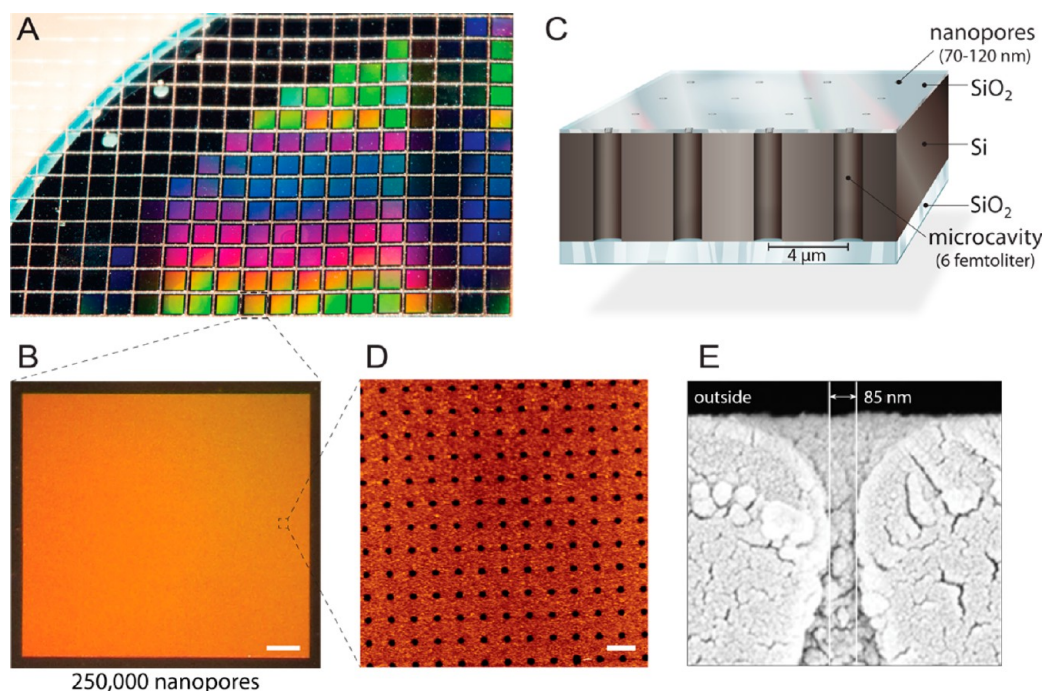 A
C
nanopores
(70-120 nm)
SiO2
Si
SiO2
microcavity
(6 femtoliter)
4 µm
B
D
E
outside
85 nm
250,000 nanopores